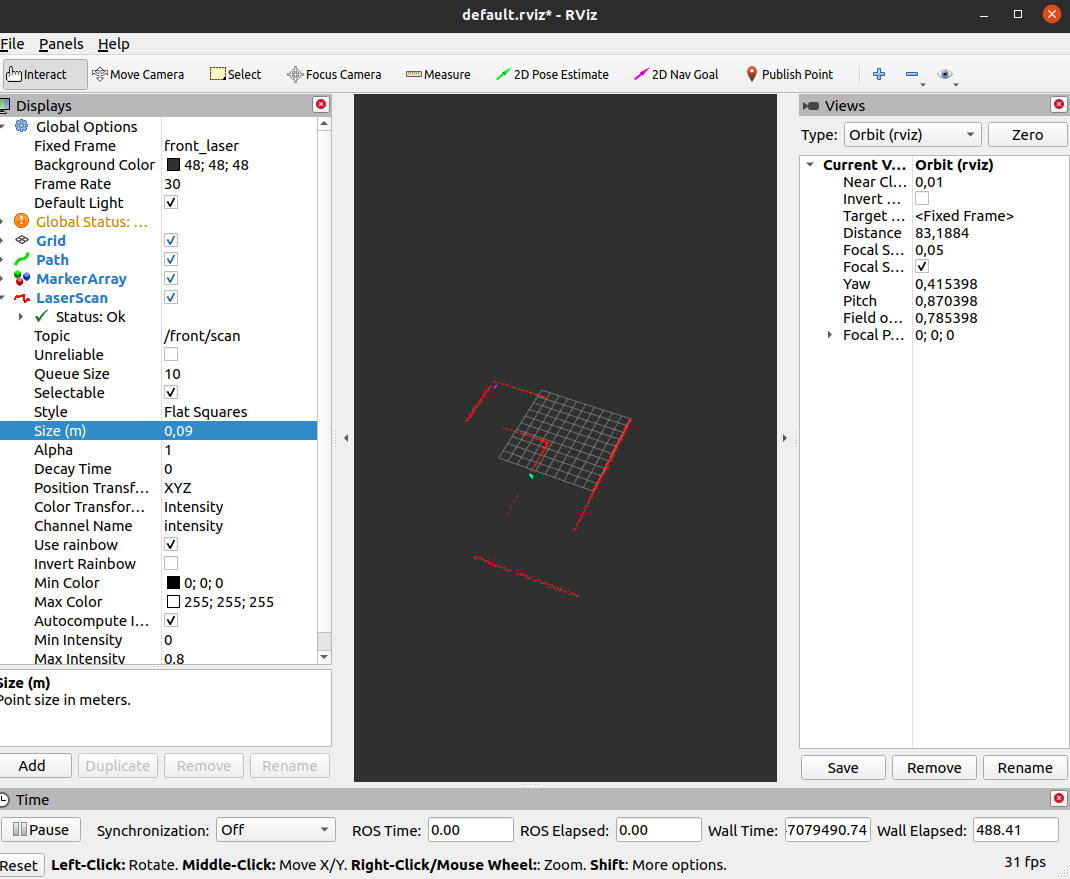 default.rviz* - RViz
File Panels Help
Interact Move Camera Select Focus Camera Measure 2D Pose Estimate 2D Nav Goal Publish Point
Displays
Global Options
Fixed Frame front_laser
Background Color 48; 48; 48
Frame Rate 30
Default Light
Global Status: ...
Grid
Path
MarkerArray
LaserScan
Status: Ok
Topic /front/scan
Unreliable
Queue Size 10
Selectable
Style Flat Squares
Size (m) 0,09
Alpha 1
Decay Time 0
Position Transf... XYZ
Color Transfor... Intensity
Channel Name intensity
Use rainbow
Invert Rainbow
Min Color 0; 0; 0
Max Color 255; 255; 255
Autocompute I...
Min Intensity 0
Max Intensity 0.8
Size (m)
Point size in meters.
Add Duplicate Remove Rename
Views
Type: Orbit (rviz) Zero
Current V... Orbit (rviz)
Near Cl... 0,01
Invert ...
Target ... <Fixed Frame>
Distance 83,1884
Focal S... 0,05
Focal S...
Yaw 0,415398
Pitch 0,870398
Field o... 0,785398
Focal P... 0; 0; 0
Save Remove Rename
Time
Pause Synchronization: Off ROS Time: 0.00 ROS Elapsed: 0.00 Wall Time: 7079490.74 Wall Elapsed: 488.41
Reset Left-Click: Rotate. Middle-Click: Move X/Y. Right-Click/Mouse Wheel:: Zoom. Shift: More options. 31 fps